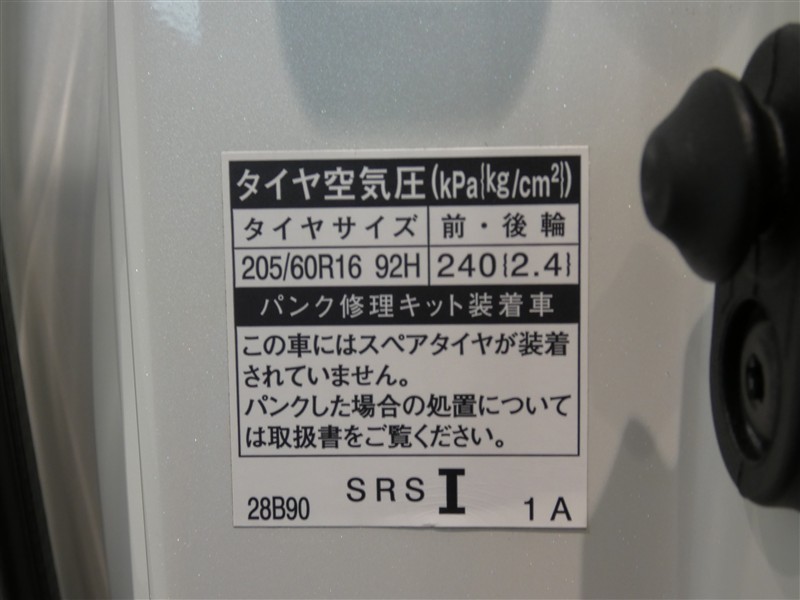 タイヤ空気圧(kPa{kg/cm²})
タイヤサイズ 前・後輪
205/60R16 92H 240{2.4}
パンク修理キット装着車
この車にはスペアタイヤが装着
されていません。
パンクした場合の処置について
は取扱書をご覧ください。
28B90 SRS I 1A